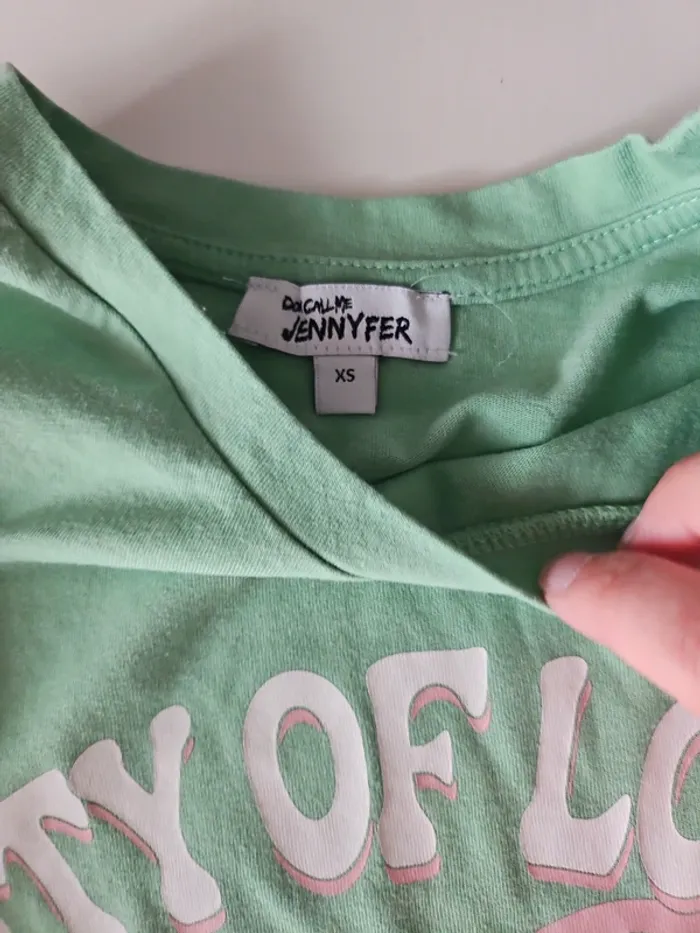 DON'T CALL ME
JENNYFER
XS
TY OF LO